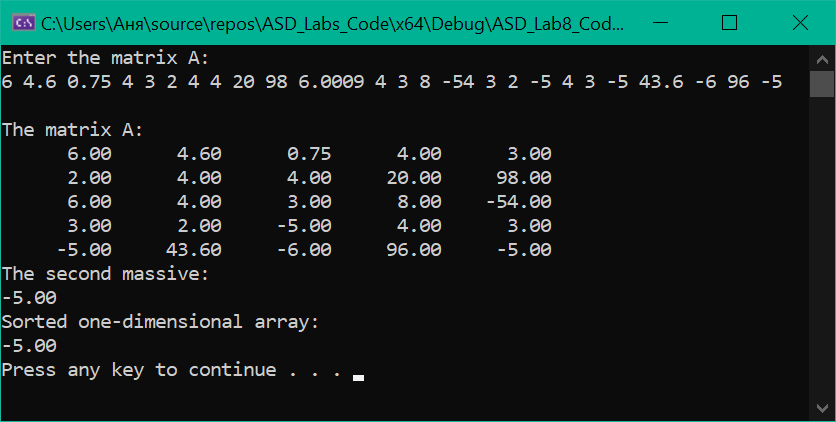 C:\Users\Аня\source\repos\ASD_Labs_Code\x64\Debug\ASD_Lab8_Cod...
Enter the matrix A:
6 4.6 0.75 4 3 2 4 4 20 98 6.0009 4 3 8 -54 3 2 -5 4 3 -5 43.6 -6 96 -5
The matrix A:
6.00 4.60 0.75 4.00 3.00
2.00 4.00 4.00 20.00 98.00
6.00 4.00 3.00 8.00 -54.00
3.00 2.00 -5.00 4.00 3.00
-5.00 43.60 -6.00 96.00 -5.00
The second massive:
-5.00
Sorted one-dimensional array:
-5.00
Press any key to continue . . .